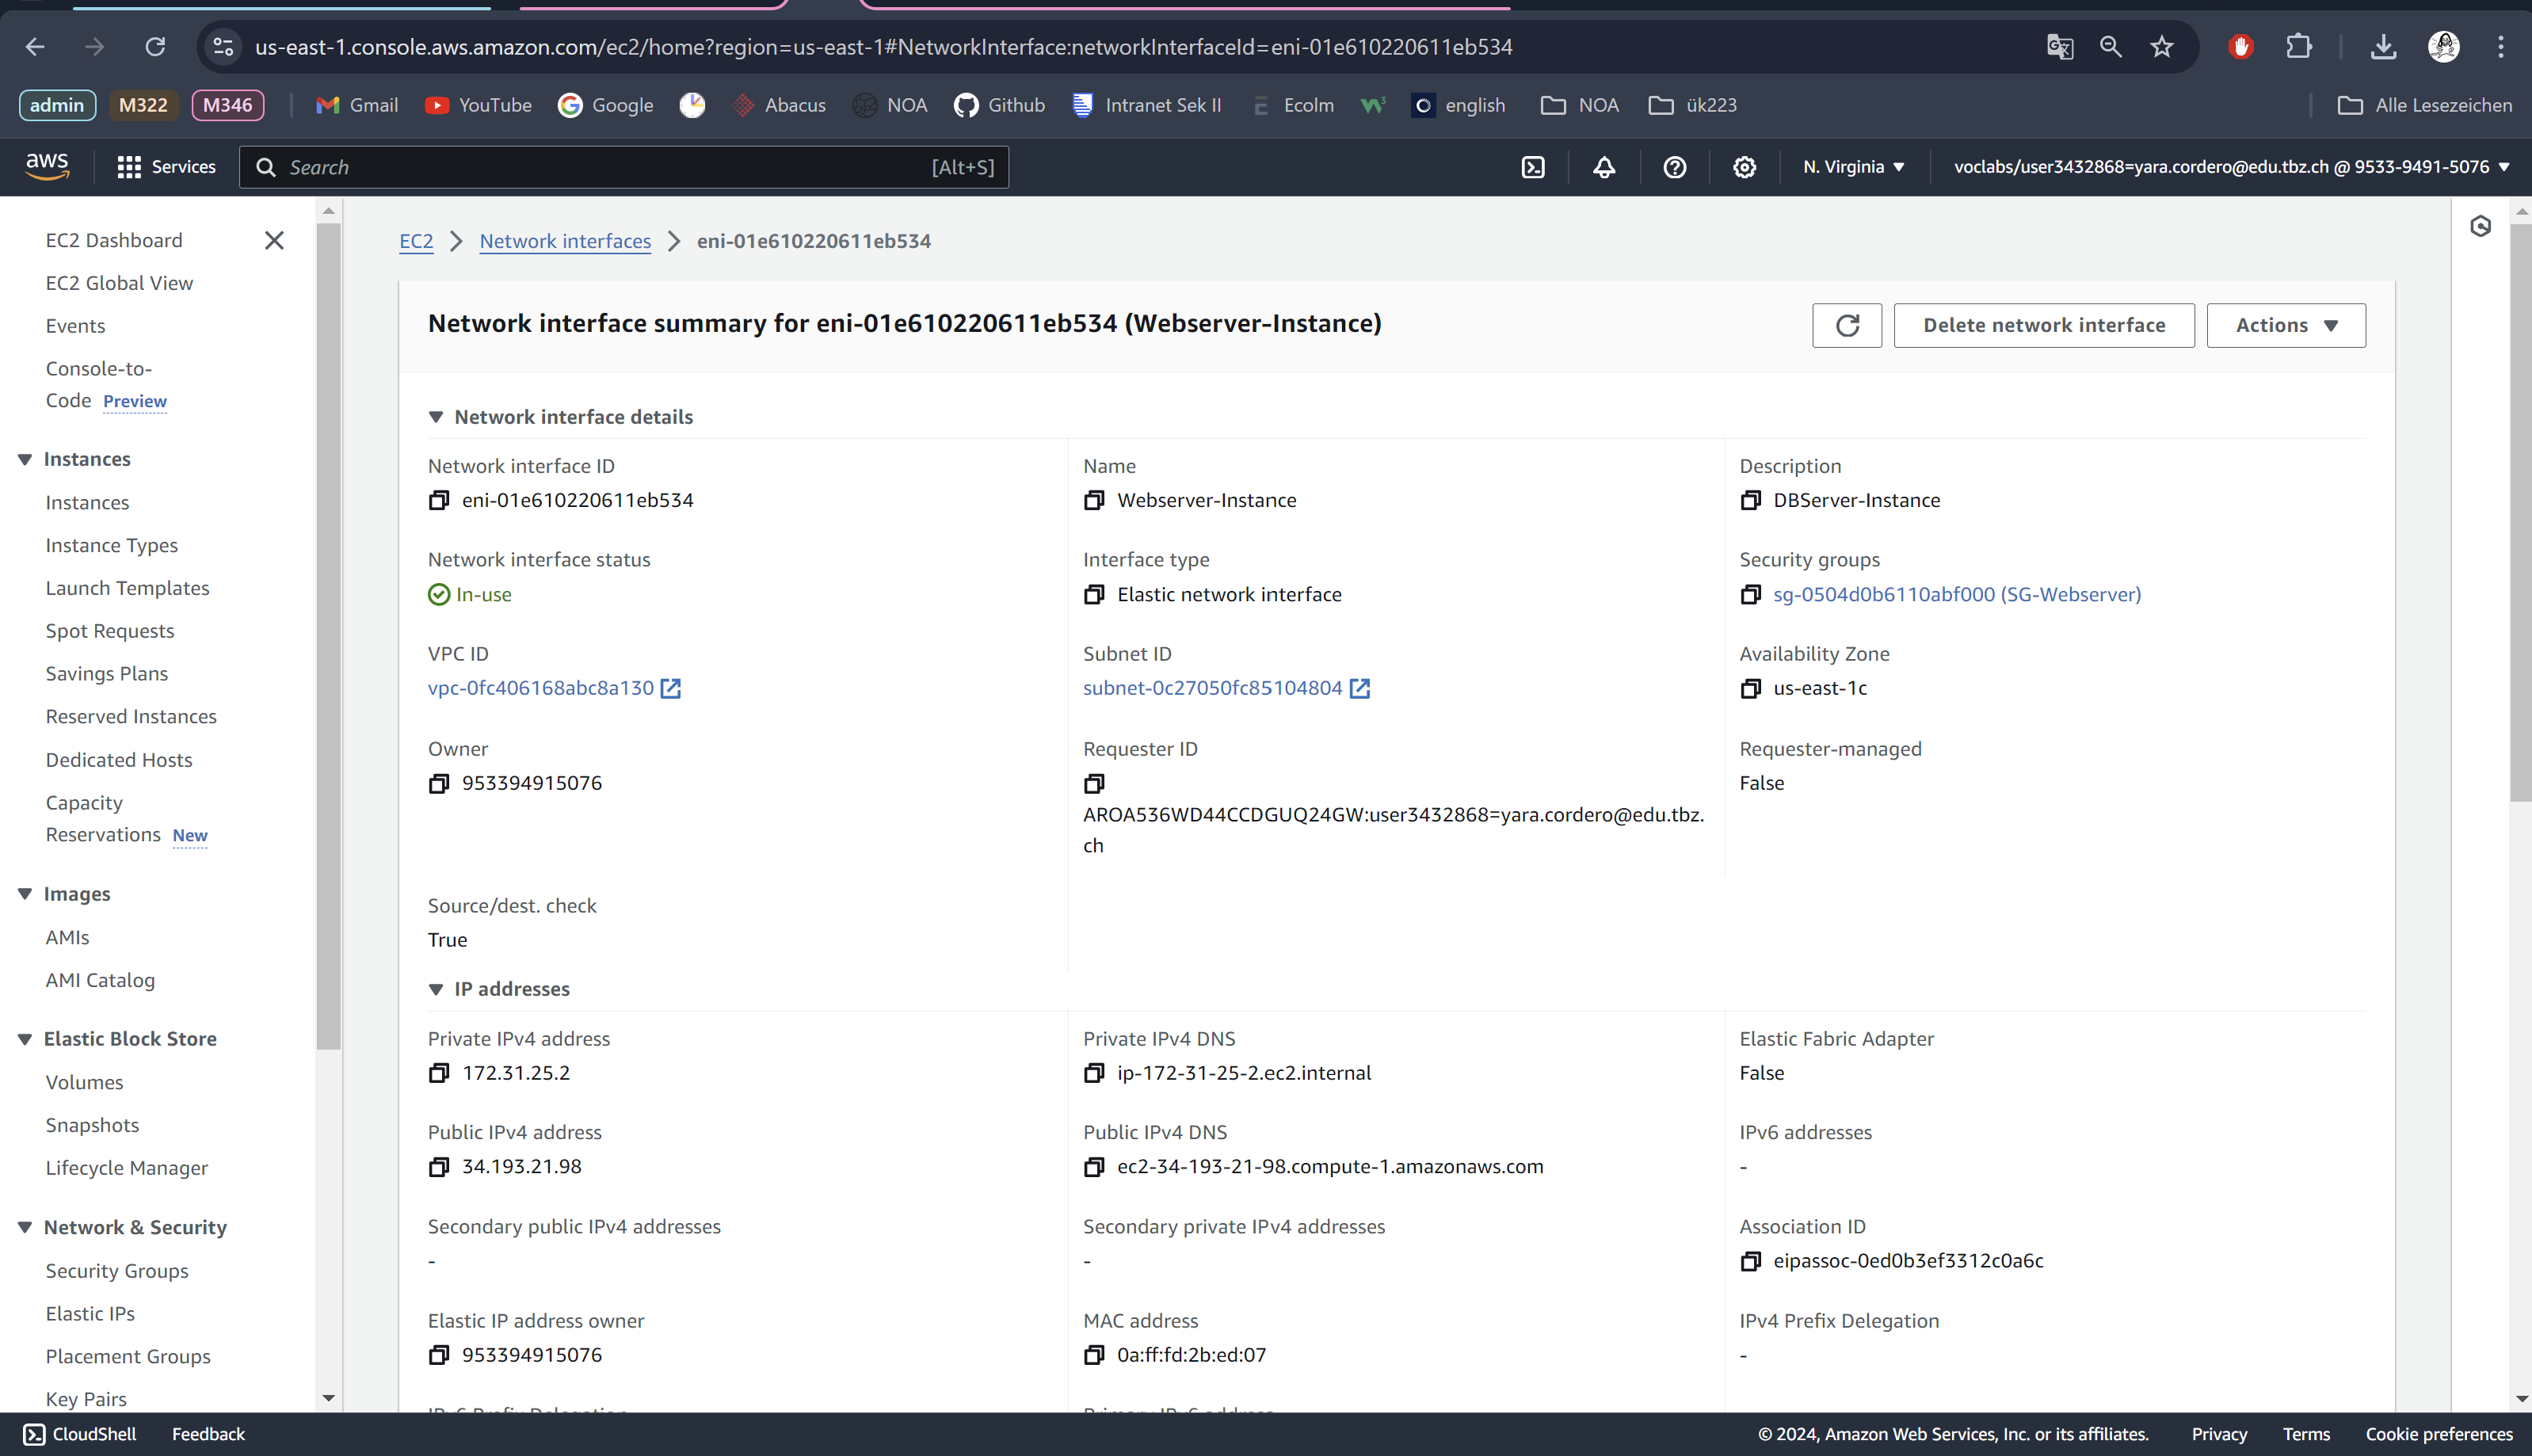 us-east-1.console.aws.amazon.com/ec2/home?region=us-east-1#NetworkInterface:networkInterfaceId=eni-01e610220611eb534
admin M322 M346 Gmail YouTube Google Abacus NOA Github Intranet Sek II Ecolm english NOA ük223 Alle Lesezeichen
aws Services Search [Alt+S] N. Virginia voclabs/user3432868=yara.cordero@edu.tbz.ch @ 9533-9491-5076
EC2 Dashboard
EC2 Global View
Events
Console-to-
Code Preview
Instances
Instances
Instance Types
Launch Templates
Spot Requests
Savings Plans
Reserved Instances
Dedicated Hosts
Capacity
Reservations New
Images
AMIs
AMI Catalog
Elastic Block Store
Volumes
Snapshots
Lifecycle Manager
Network & Security
Security Groups
Elastic IPs
Placement Groups
Key Pairs
EC2 Network interfaces eni-01e610220611eb534
Network interface summary for eni-01e610220611eb534 (Webserver-Instance)
Delete network interface Actions
Network interface details
Network interface ID Name Description
eni-01e610220611eb534 Webserver-Instance DBServer-Instance
Network interface status Interface type Security groups
In-use Elastic network interface sg-0504d0b6110abf000 (SG-Webserver)
VPC ID Subnet ID Availability Zone
vpc-0fc406168abc8a130 subnet-0c27050fc85104804 us-east-1c
Owner Requester ID Requester-managed
953394915076 False
AROA536WD44CCDGUQ24GW:user3432868=yara.cordero@edu.tbz.
ch
Source/dest. check
True
IP addresses
Private IPv4 address Private IPv4 DNS Elastic Fabric Adapter
172.31.25.2 ip-172-31-25-2.ec2.internal False
Public IPv4 address Public IPv4 DNS IPv6 addresses
34.193.21.98 ec2-34-193-21-98.compute-1.amazonaws.com -
Secondary public IPv4 addresses Secondary private IPv4 addresses Association ID
- - eipassoc-0ed0b3ef3312c0a6c
Elastic IP address owner MAC address IPv4 Prefix Delegation
953394915076 0a:ff:fd:2b:ed:07 -
IPv6 Prefix Delegation Primary IPv6 address
CloudShell Feedback © 2024, Amazon Web Services, Inc. or its affiliates. Privacy Terms Cookie preferences